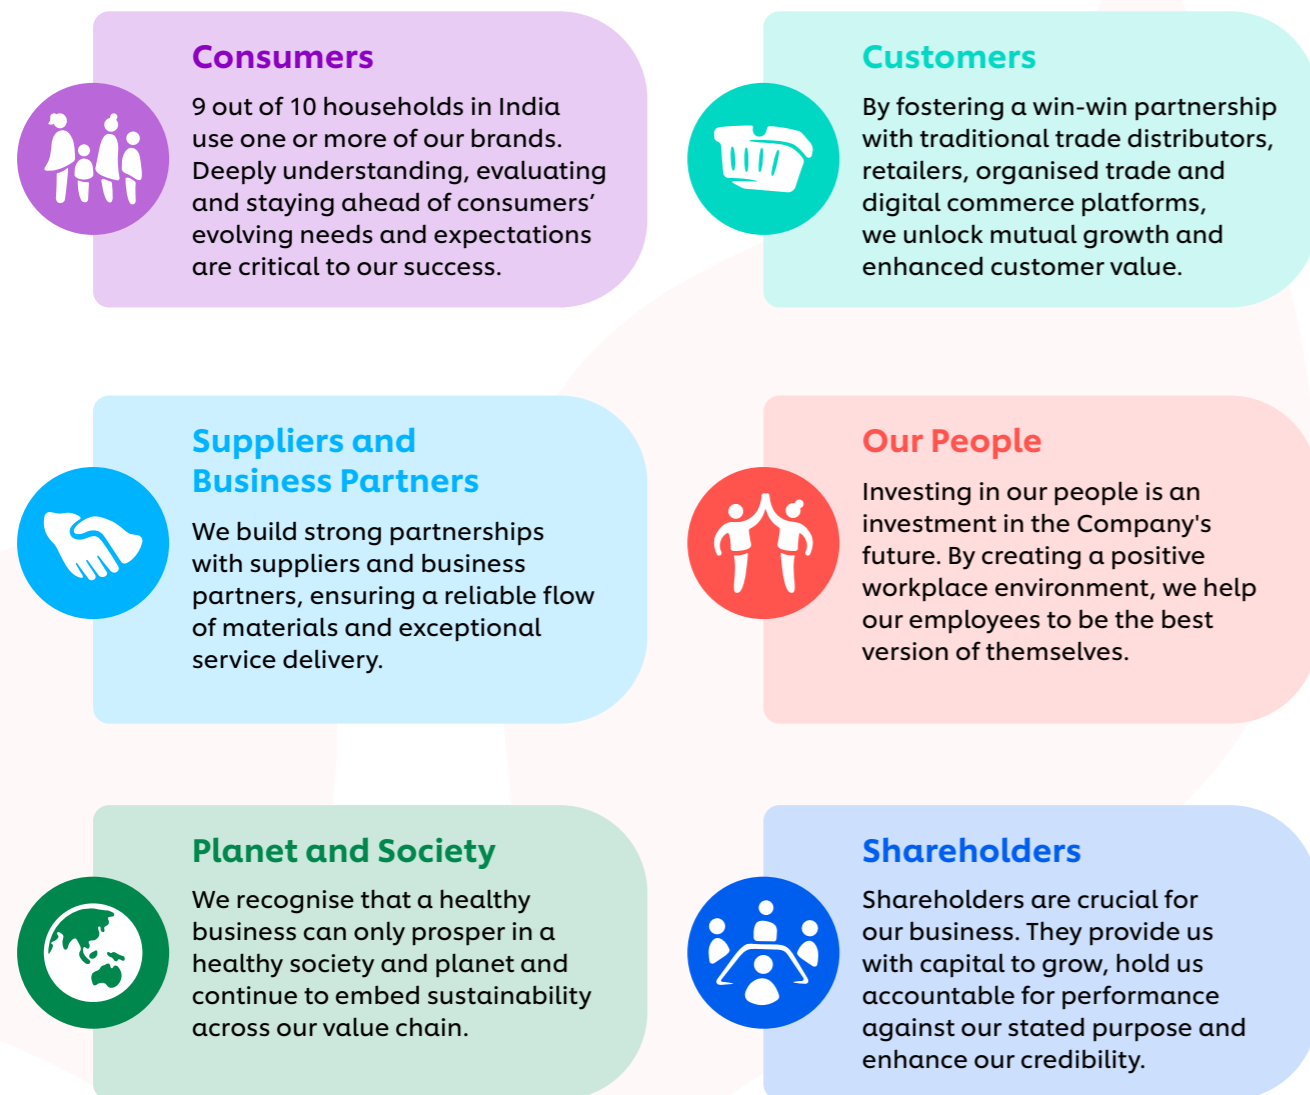 Consumers
9 out of 10 households in India
use one or more of our brands.
Deeply understanding, evaluating
and staying ahead of consumers’
evolving needs and expectations
are critical to our success.
Customers
By fostering a win-win partnership
with traditional trade distributors,
retailers, organised trade and
digital commerce platforms,
we unlock mutual growth and
enhanced customer value.
Suppliers and
Business Partners
We build strong partnerships
with suppliers and business
partners, ensuring a reliable flow
of materials and exceptional
service delivery.
Our People
Investing in our people is an
investment in the Company's
future. By creating a positive
workplace environment, we help
our employees to be the best
version of themselves.
Planet and Society
We recognise that a healthy
business can only prosper in a
healthy society and planet and
continue to embed sustainability
across our value chain.
Shareholders
Shareholders are crucial for
our business. They provide us
with capital to grow, hold us
accountable for performance
against our stated purpose and
enhance our credibility.